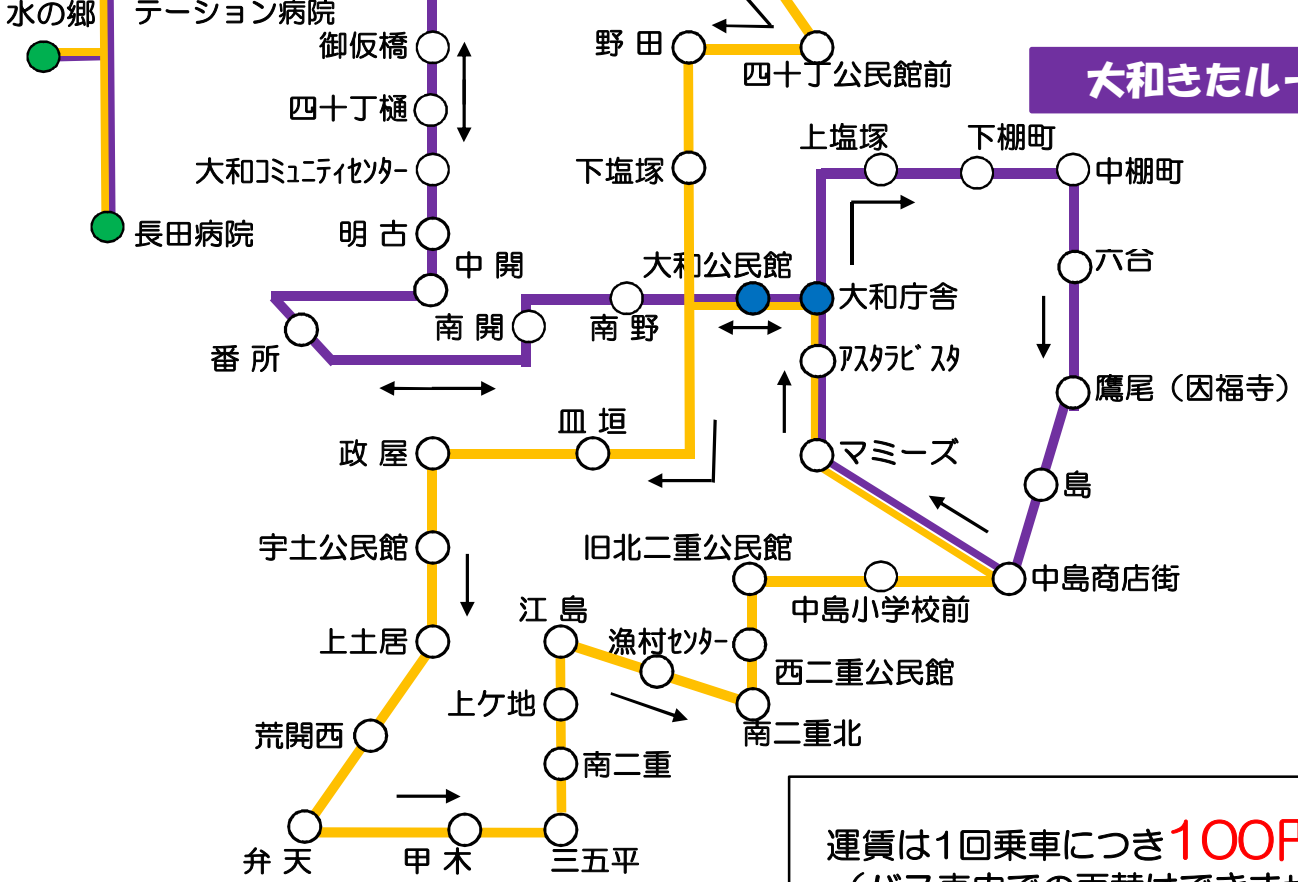 水の郷
テーション病院
御仮橋
野田
四十丁公民館前
大和きたルー
四十丁樋
上塩塚
下棚町
大和ｺﾐｭﾆﾃｨｾﾝﾀｰ
下塩塚
中棚町
長田病院
明古
中開
大和公民館
六合
大和庁舎
南開
南野
番所
ｱｽﾀﾗﾋﾞｽﾀ
鷹尾（因福寺）
皿垣
政屋
マミーズ
島
宇土公民館
旧北二重公民館
中島商店街
江島
中島小学校前
上土居
漁村ｾﾝﾀｰ
西二重公民館
上ケ地
荒開西
南二重北
南二重
弁天
甲木
三五平
運賃は1回乗車につき100円